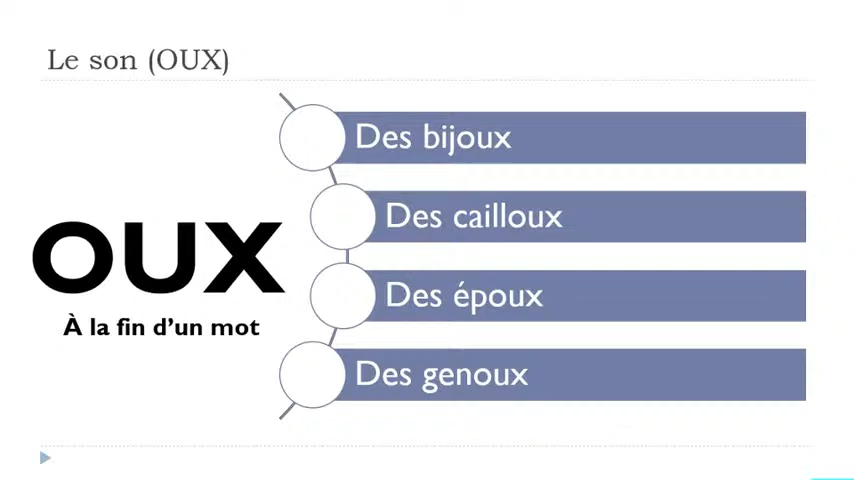 Le son (OUX)
OUX
À la fin d'un mot
Des bijoux
Des cailloux
Des époux
Des genoux